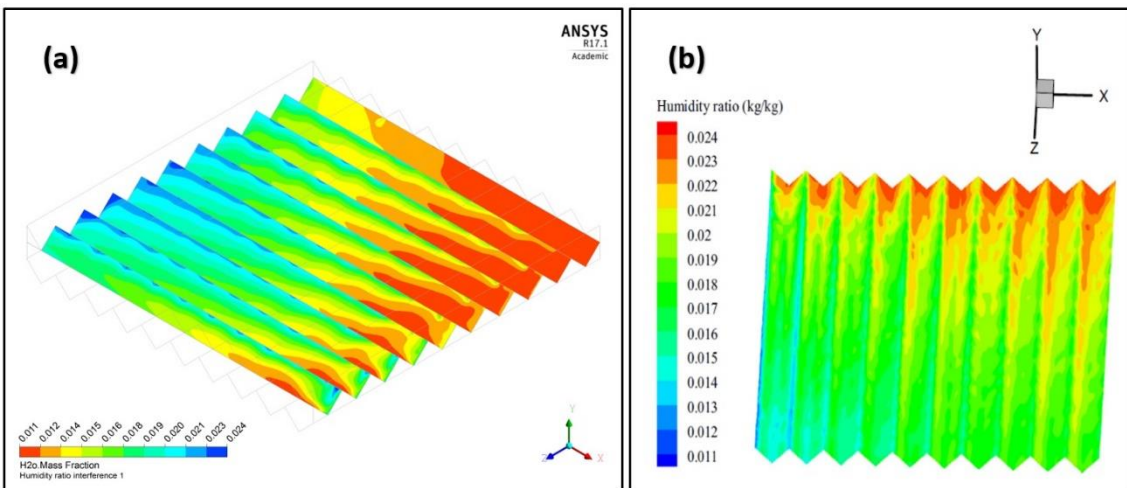 (a)
ANSYS
R17.1
Academic
0.011 0.012 0.014 0.015 0.016 0.018 0.019 0.020 0.021 0.023 0.024
H2o.Mass Fraction
Humidity ratio interference 1
Y
Z
X
(b)
Y
X
Z
Humidity ratio (kg/kg)
0.024
0.023
0.022
0.021
0.02
0.019
0.018
0.017
0.016
0.015
0.014
0.013
0.012
0.011